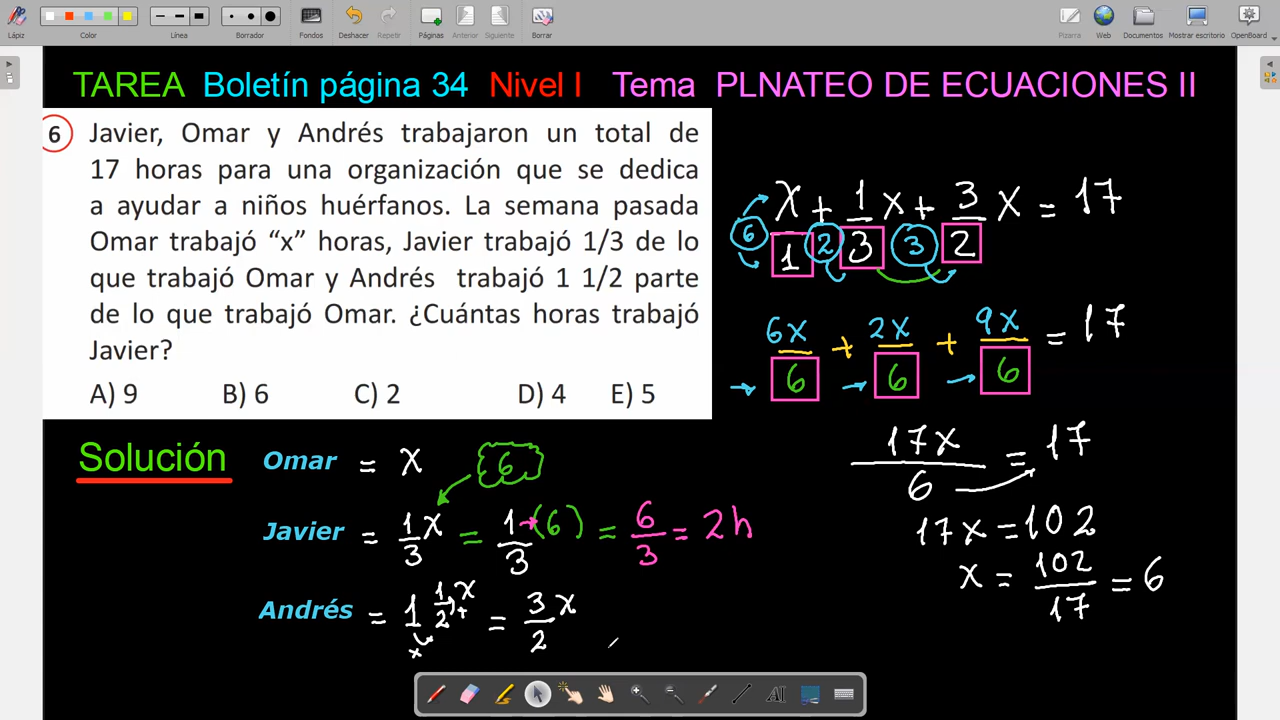 Lápiz Color Línea Borrador Fondos Deshacer Repetir Páginas Anterior Siguiente Borrar Pizarra Web Documentos Mostrar escritorio OpenBoard
TAREA Boletín página 34 Nivel I Tema PLNATEO DE ECUACIONES II
6 Javier, Omar y Andrés trabajaron un total de
17 horas para una organización que se dedica
a ayudar a niños huérfanos. La semana pasada
Omar trabajó “x” horas, Javier trabajó 1/3 de lo
que trabajó Omar y Andrés trabajó 1 1/2 parte
de lo que trabajó Omar. ¿Cuántas horas trabajó
Javier?
A) 9 B) 6 C) 2 D) 4 E) 5
x + 1 x + 3 x = 17
6 1 2 3 3 2
6x + 2x + 9x = 17
6 6 6
17x = 17
6
17x = 102
x = 102 = 6
17
Solución
Omar = x 6
Javier = 1 x = 1 (6) = 6 = 2h
3 3 3
Andrés = 1 1 x = 3 x
2 + 2
x
AI